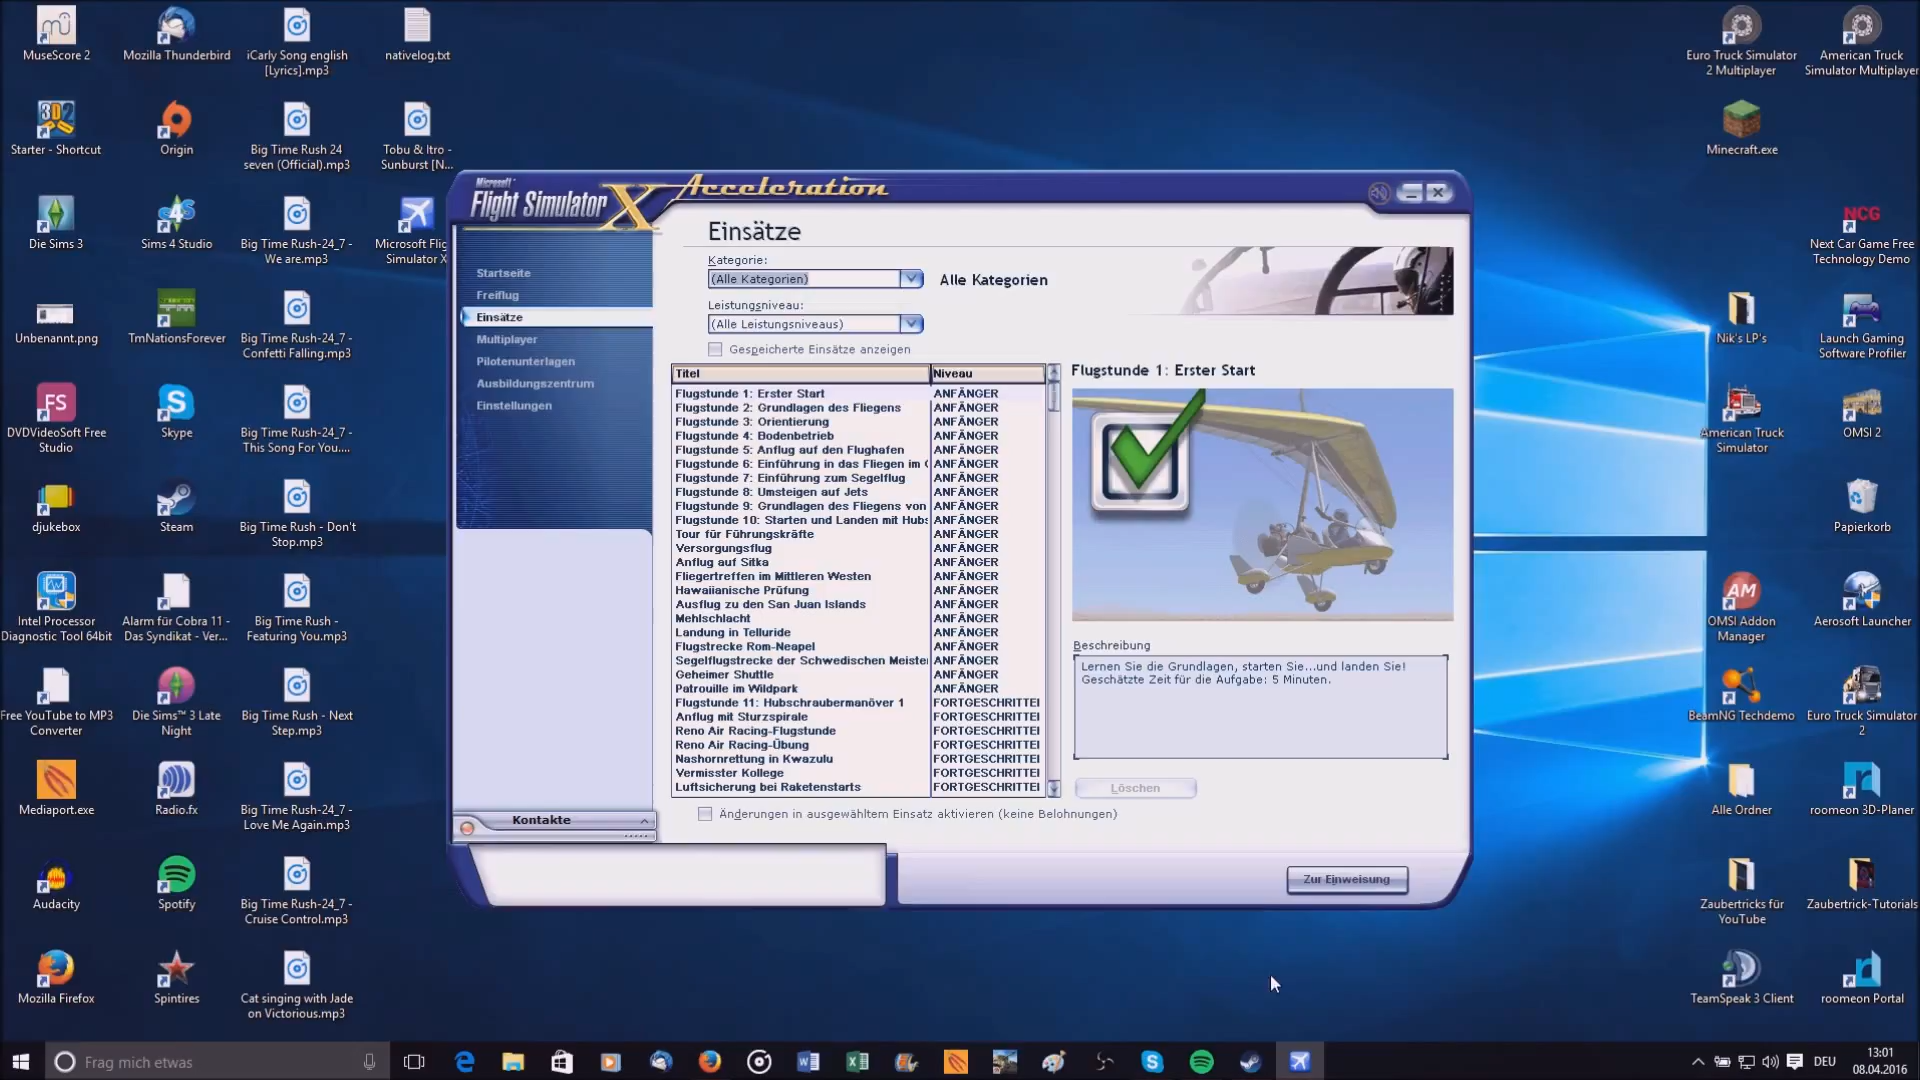 MuseScore 2
Mozilla Thunderbird
iCarly Song english
[Lyrics].mp3
nativelog.txt
Euro Truck Simulator
2 Multiplayer
American Truck
Simulator Multiplayer
Starter - Shortcut
Origin
Big Time Rush 24
seven (Official).mp3
Tobu & Itro -
Sunburst [N...
Minecraft.exe
Die Sims 3
Sims 4 Studio
Big Time Rush-24_7 -
We are.mp3
Microsoft Flig
Simulator X
NCG
Next Car Game Free
Technology Demo
Unbenannt.png
TmNationsForever
Big Time Rush-24_7 -
Confetti Falling.mp3
Nik's LP's
Launch Gaming
Software Profiler
FS
DVDVideoSoft Free
Studio
Skype
Big Time Rush-24_7 -
This Song For You....
American Truck
Simulator
OMSI 2
djukebox
Steam
Big Time Rush - Don't
Stop.mp3
Papierkorb
Intel Processor
Diagnostic Tool 64bit
Alarm für Cobra 11 -
Das Syndikat - Ver...
Big Time Rush -
Featuring You.mp3
AM
OMSI Addon
Manager
Aerosoft Launcher
Free YouTube to MP3
Converter
Die Sims™ 3 Late
Night
Big Time Rush - Next
Step.mp3
BeamNG Techdemo
Euro Truck Simulator
2
Mediaport.exe
Radio.fx
Big Time Rush-24_7 -
Love Me Again.mp3
Alle Ordner
roomeon 3D-Planer
Audacity
Spotify
Big Time Rush-24_7 -
Cruise Control.mp3
Zaubertricks für
YouTube
Zaubertrick-Tutorials
Mozilla Firefox
Spintires
Cat singing with Jade
on Victorious.mp3
TeamSpeak 3 Client
roomeon Portal
Microsoft
Flight Simulator X Acceleration
Startseite
Freiflug
Einsätze
Multiplayer
Pilotenunterlagen
Ausbildungszentrum
Einstellungen
Kontakte
Einsätze
Kategorie:
(Alle Kategorien)
Alle Kategorien
Leistungsniveau:
(Alle Leistungsniveaus)
Gespeicherte Einsätze anzeigen
Titel Niveau
Flugstunde 1: Erster Start ANFÄNGER
Flugstunde 2: Grundlagen des Fliegens ANFÄNGER
Flugstunde 3: Orientierung ANFÄNGER
Flugstunde 4: Bodenbetrieb ANFÄNGER
Flugstunde 5: Anflug auf den Flughafen ANFÄNGER
Flugstunde 6: Einführung in das Fliegen im ANFÄNGER
Flugstunde 7: Einführung zum Segelflug ANFÄNGER
Flugstunde 8: Umsteigen auf Jets ANFÄNGER
Flugstunde 9: Grundlagen des Fliegens von ANFÄNGER
Flugstunde 10: Starten und Landen mit Hubs ANFÄNGER
Tour für Führungskräfte ANFÄNGER
Versorgungsflug ANFÄNGER
Anflug auf Sitka ANFÄNGER
Fliegertreffen im Mittleren Westen ANFÄNGER
Hawaiianische Prüfung ANFÄNGER
Ausflug zu den San Juan Islands ANFÄNGER
Mehlschlacht ANFÄNGER
Landung in Telluride ANFÄNGER
Flugstrecke Rom-Neapel ANFÄNGER
Segelflugstrecke der Schwedischen Meister ANFÄNGER
Geheimer Shuttle ANFÄNGER
Patrouille im Wildpark ANFÄNGER
Flugstunde 11: Hubschraubermanöver 1 FORTGESCHRITTEI
Anflug mit Sturzspirale FORTGESCHRITTEI
Reno Air Racing-Flugstunde FORTGESCHRITTEI
Reno Air Racing-Übung FORTGESCHRITTEI
Nashornrettung in Kwazulu FORTGESCHRITTEI
Vermisster Kollege FORTGESCHRITTEI
Luftsicherung bei Raketenstarts FORTGESCHRITTEI
Änderungen in ausgewähltem Einsatz aktivieren (keine Belohnungen)
Flugstunde 1: Erster Start
Beschreibung
Lernen Sie die Grundlagen, starten Sie...und landen Sie!
Geschätzte Zeit für die Aufgabe: 5 Minuten.
Löschen
Zur Einweisung
Frag mich etwas
DEU
13:01
08.04.2016